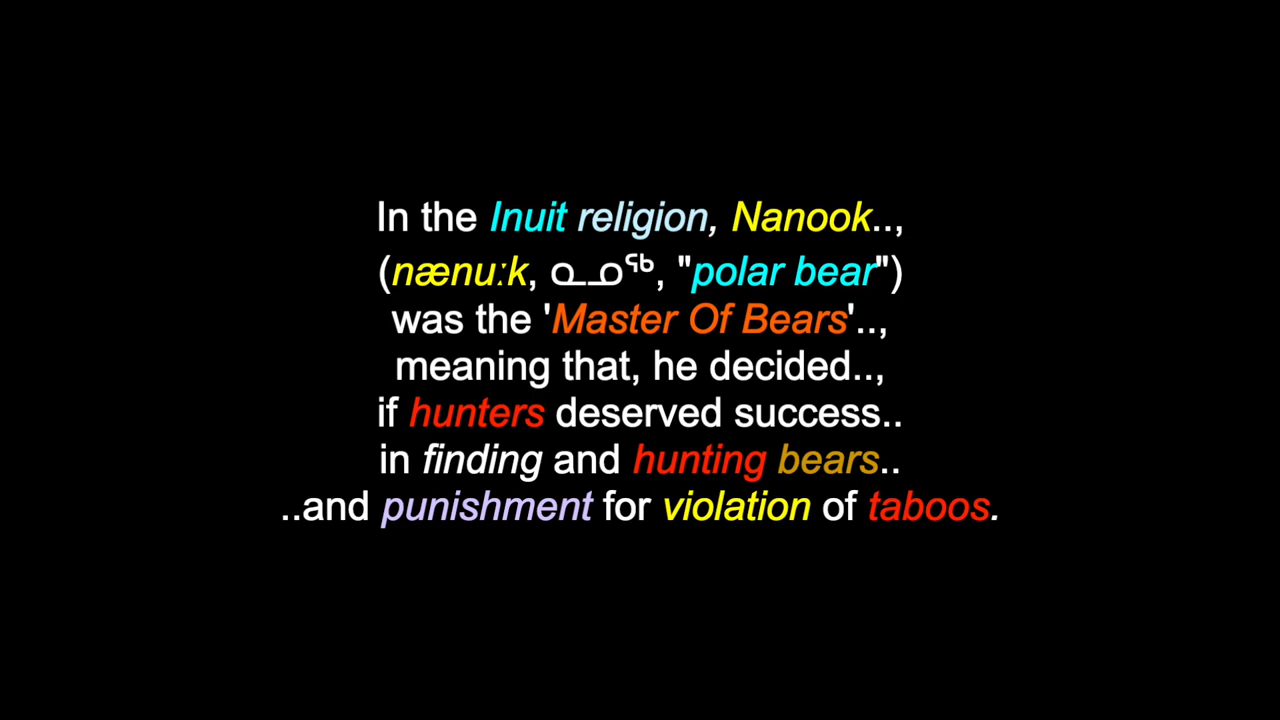 In the Inuit religion, Nanook..,
(nænuːk, ᓇᓄᖅ, "polar bear")
was the 'Master Of Bears'..,
meaning that, he decided..,
if hunters deserved success..
in finding and hunting bears..
..and punishment for violation of taboos.